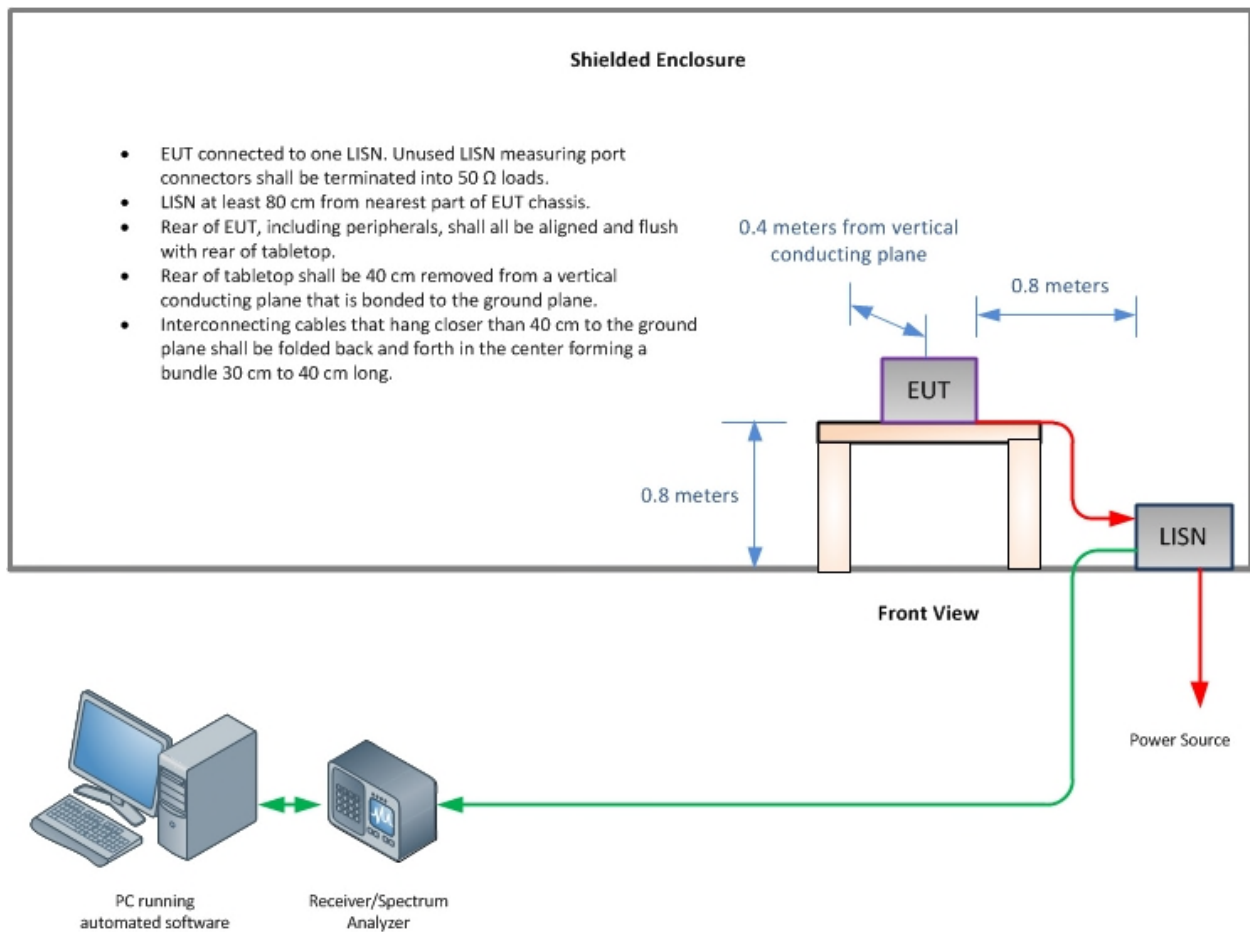 Shielded Enclosure
• EUT connected to one LISN. Unused LISN measuring port
connectors shall be terminated into 50 Ω loads.
• LISN at least 80 cm from nearest part of EUT chassis.
• Rear of EUT, including peripherals, shall all be aligned and flush
with rear of tabletop.
• Rear of tabletop shall be 40 cm removed from a vertical
conducting plane that is bonded to the ground plane.
• Interconnecting cables that hang closer than 40 cm to the ground
plane shall be folded back and forth in the center forming a
bundle 30 cm to 40 cm long.
0.4 meters from vertical
conducting plane
0.8 meters
EUT
0.8 meters
LISN
Front View
Power Source
PC running
automated software
Receiver/Spectrum
Analyzer